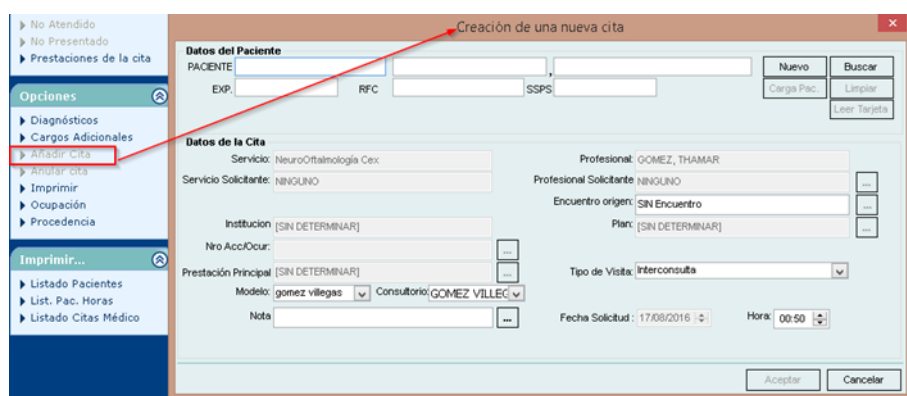 No Atendido
No Presentado
Prestaciones de la cita
Opciones
Diagnósticos
Cargos Adicionales
Añadir Cita
Anular cita
Imprimir
Ocupación
Procedencia
Imprimir...
Listado Pacientes
List. Pac. Horas
Listado Citas Médico
Creación de una nueva cita
Datos del Paciente
PACIENTE , Nuevo Buscar
EXP. RFC SSPS Carga Pac. Limpiar
Leer Tarjeta
Datos de la Cita
Servicio: NeuroOftalmología Cex Profesional: GOMEZ, THAMAR
Servicio Solicitante: NINGUNO Profesional Solicitante NINGUNO ...
Encuentro origen: SIN Encuentro ...
Institucion [SIN DETERMINAR] Plan: [SIN DETERMINAR] ...
Nro Acc/Ocur: ...
Prestación Principal [SIN DETERMINAR] ... Tipo de Visita: Interconsulta
Modelo: gomez villegas Consultorio: GOMEZ VILLEG
Nota ... Fecha Solicitud : 17/08/2016 Hora: 00:50
Aceptar Cancelar